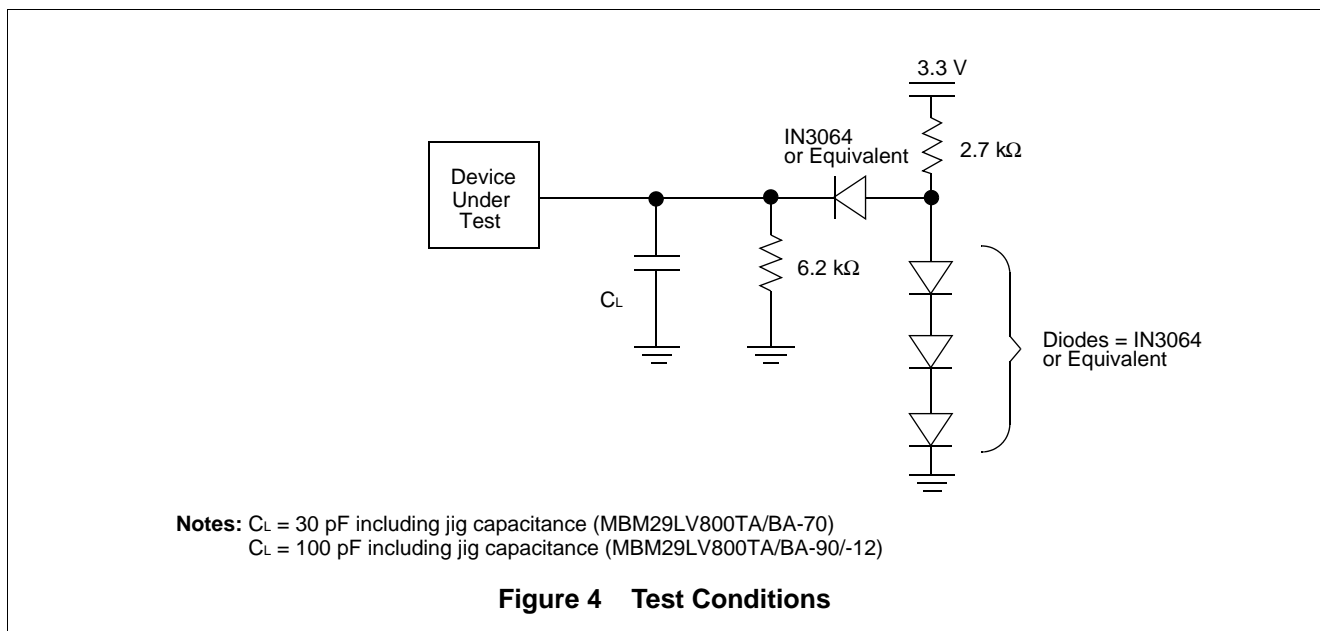 3.3 V
IN3064
or Equivalent
2.7 kΩ
Device
Under
Test
6.2 kΩ
CL
Diodes = IN3064
or Equivalent
Notes: CL = 30 pF including jig capacitance (MBM29LV800TA/BA-70)
CL = 100 pF including jig capacitance (MBM29LV800TA/BA-90/-12)
Figure 4 Test Conditions